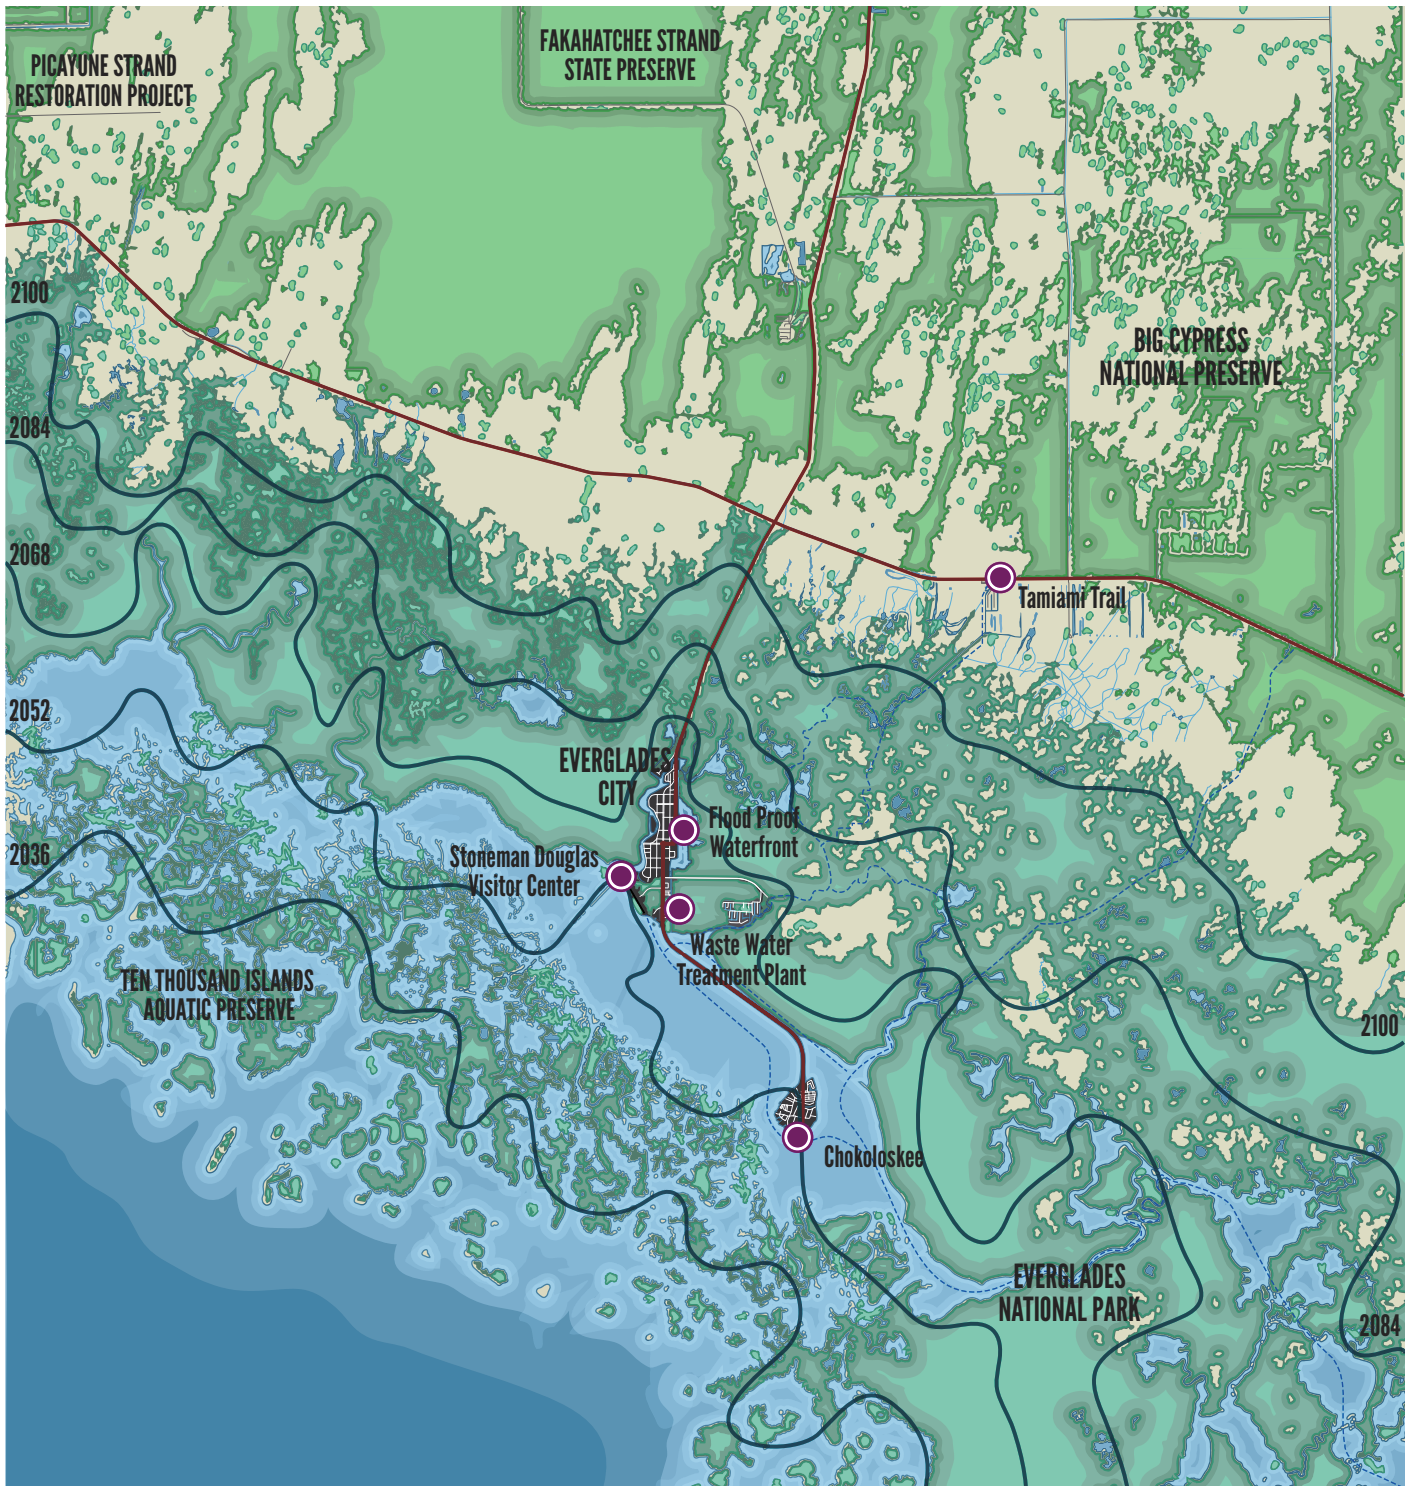 FAKAHATCHEE STRAND
STATE PRESERVE
PICAYUNE STRAND
RESTORATION PROJECT
2100
BIG CYPRESS
NATIONAL PRESERVE
2084
2068
Tamiami Trail
2052
EVERGLADES
CITY
Flood Proof
Waterfront
2036
Stoneman Douglas
Visitor Center
Waste Water
Treatment Plant
TEN THOUSAND ISLANDS
AQUATIC PRESERVE
2100
Chokoloskee
EVERGLADES
NATIONAL PARK
2084